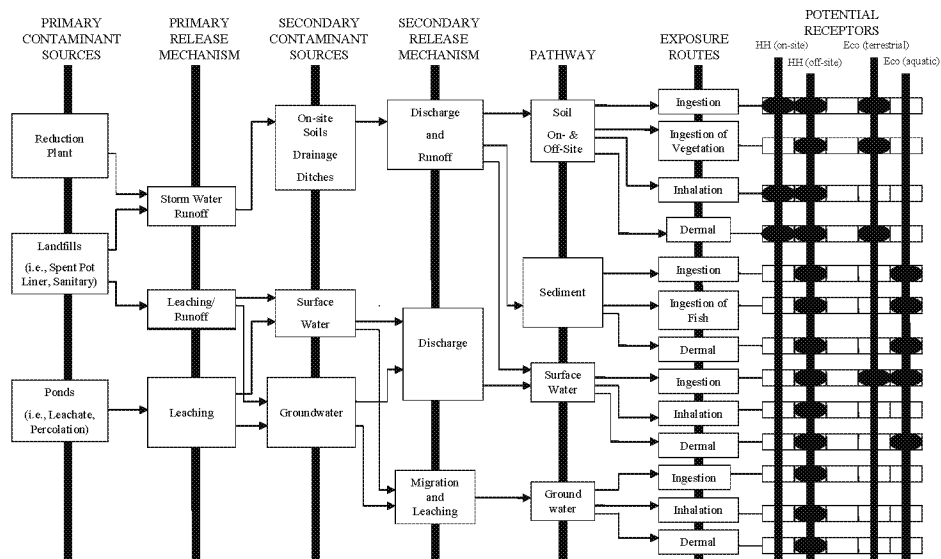 PRIMARY
CONTAMINANT
SOURCES
PRIMARY
RELEASE
MECHANISM
SECONDARY
CONTAMINANT
SOURCES
SECONDARY
RELEASE
MECHANISM
PATHWAY
EXPOSURE
ROUTES
POTENTIAL
RECEPTORS
HH (on-site)
HH (off-site)
Eco (terrestrial)
Eco (aquatic)
Reduction
Plant
Landfills
(i.e., Spent Pot
Liner, Sanitary)
Ponds
(i.e., Leachate,
Percolation)
Storm Water
Runoff
Leaching/
Runoff
Leaching
On-site
Soils
Drainage
Ditches
Surface
Water
Groundwater
Discharge
and
Runoff
Discharge
Migration
and
Leaching
Soil
On- &
Off-Site
Sediment
Surface
Water
Ground
water
Ingestion
Ingestion of
Vegetation
Inhalation
Dermal
Ingestion
Ingestion of
Fish
Dermal
Ingestion
Inhalation
Dermal
Ingestion
Inhalation
Dermal